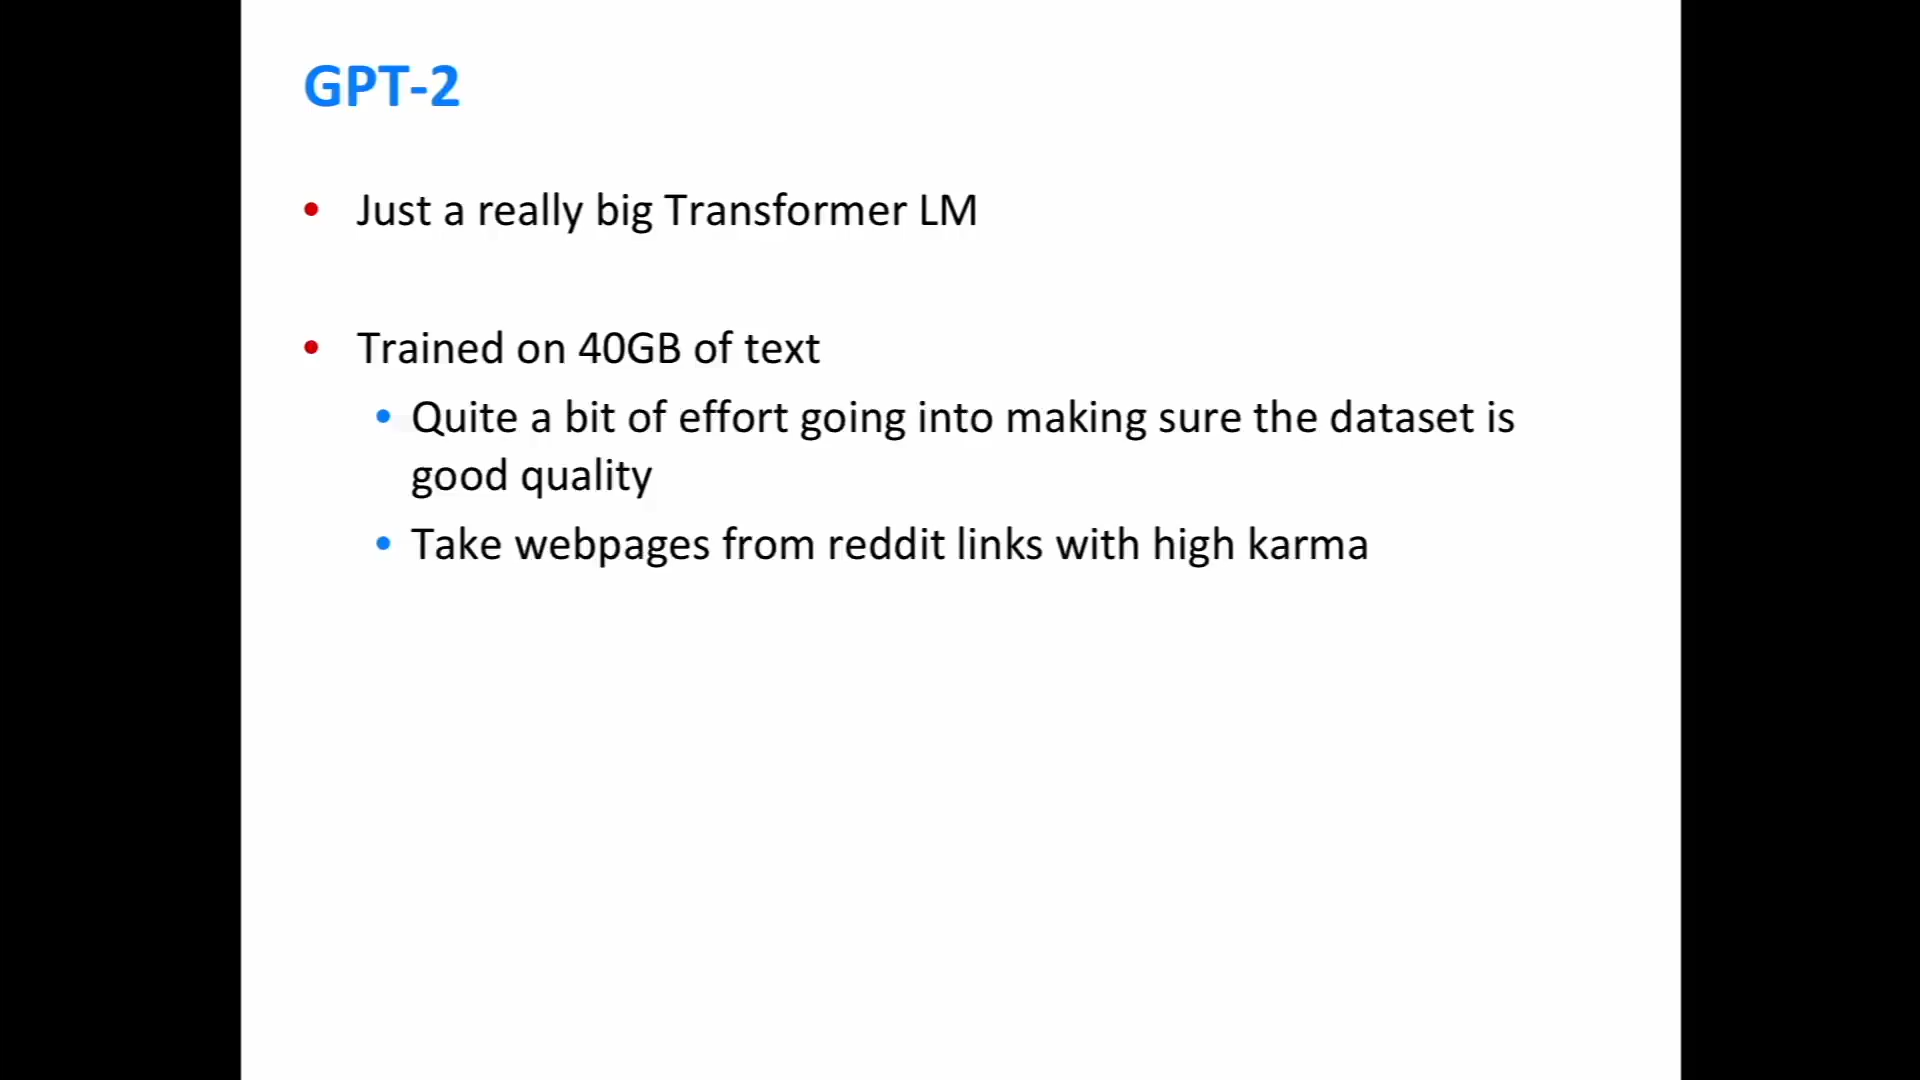 GPT-2
• Just a really big Transformer LM
• Trained on 40GB of text
• Quite a bit of effort going into making sure the dataset is
good quality
• Take webpages from reddit links with high karma